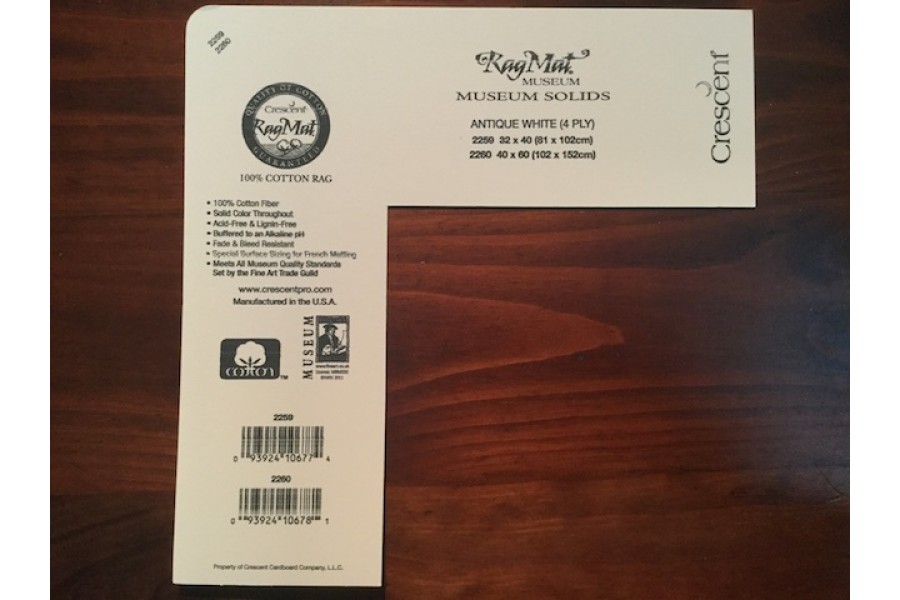 2259
2260
RagMat
MUSEUM
MUSEUM SOLIDS
ANTIQUE WHITE (4 PLY)
2259 32 x 40 (81 x 102cm)
2260 40 x 60 (102 x 152cm)
Crescent
QUALITY OF COTTON
Crescent
RagMat
GUARANTEED
100% COTTON RAG
• 100% Cotton Fiber
• Solid Color Throughout
• Acid-Free & Lignin-Free
• Buffered to an Alkaline pH
• Fade & Bleed Resistant
• Special Surface Sizing for French Matting
• Meets All Museum Quality Standards
Set by the Fine Art Trade Guild
www.crescentpro.com
Manufactured in the U.S.A.
cotton TM
MUSEUM
www.fineart.co.uk
2259
0 93924 10677 4
2260
0 93924 10678 1
Property of Crescent Cardboard Company, L.L.C.